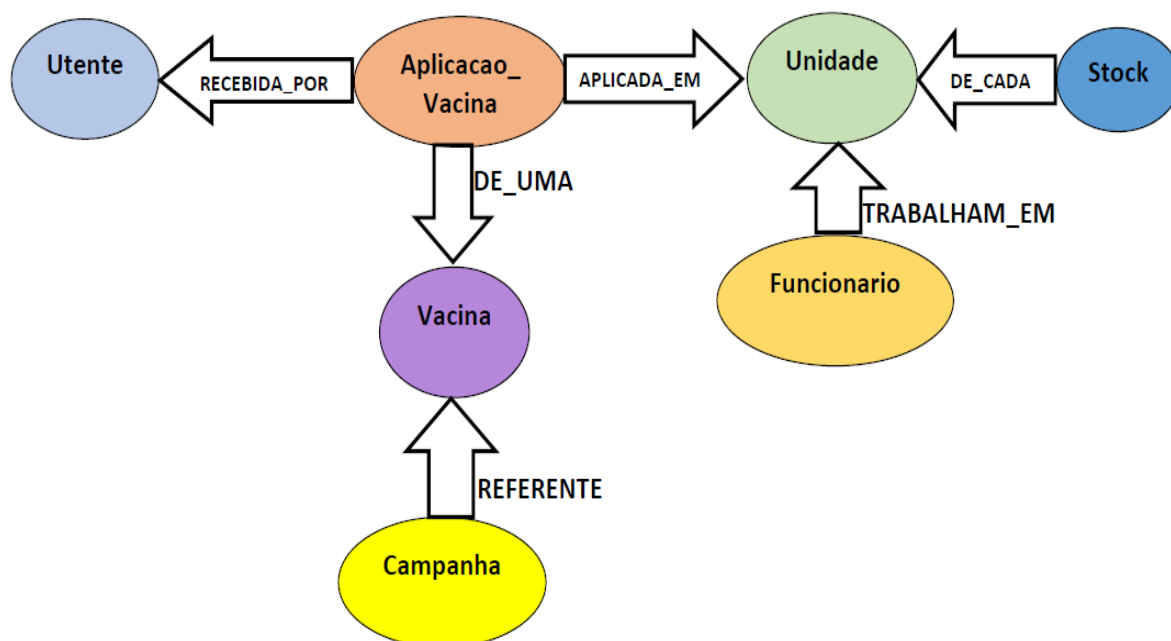 Utente
RECEBIDA_POR
Aplicacao_
Vacina
APLICADA_EM
Unidade
DE_CADA
Stock
DE_UMA
TRABALHAM_EM
Funcionario
Vacina
REFERENTE
Campanha